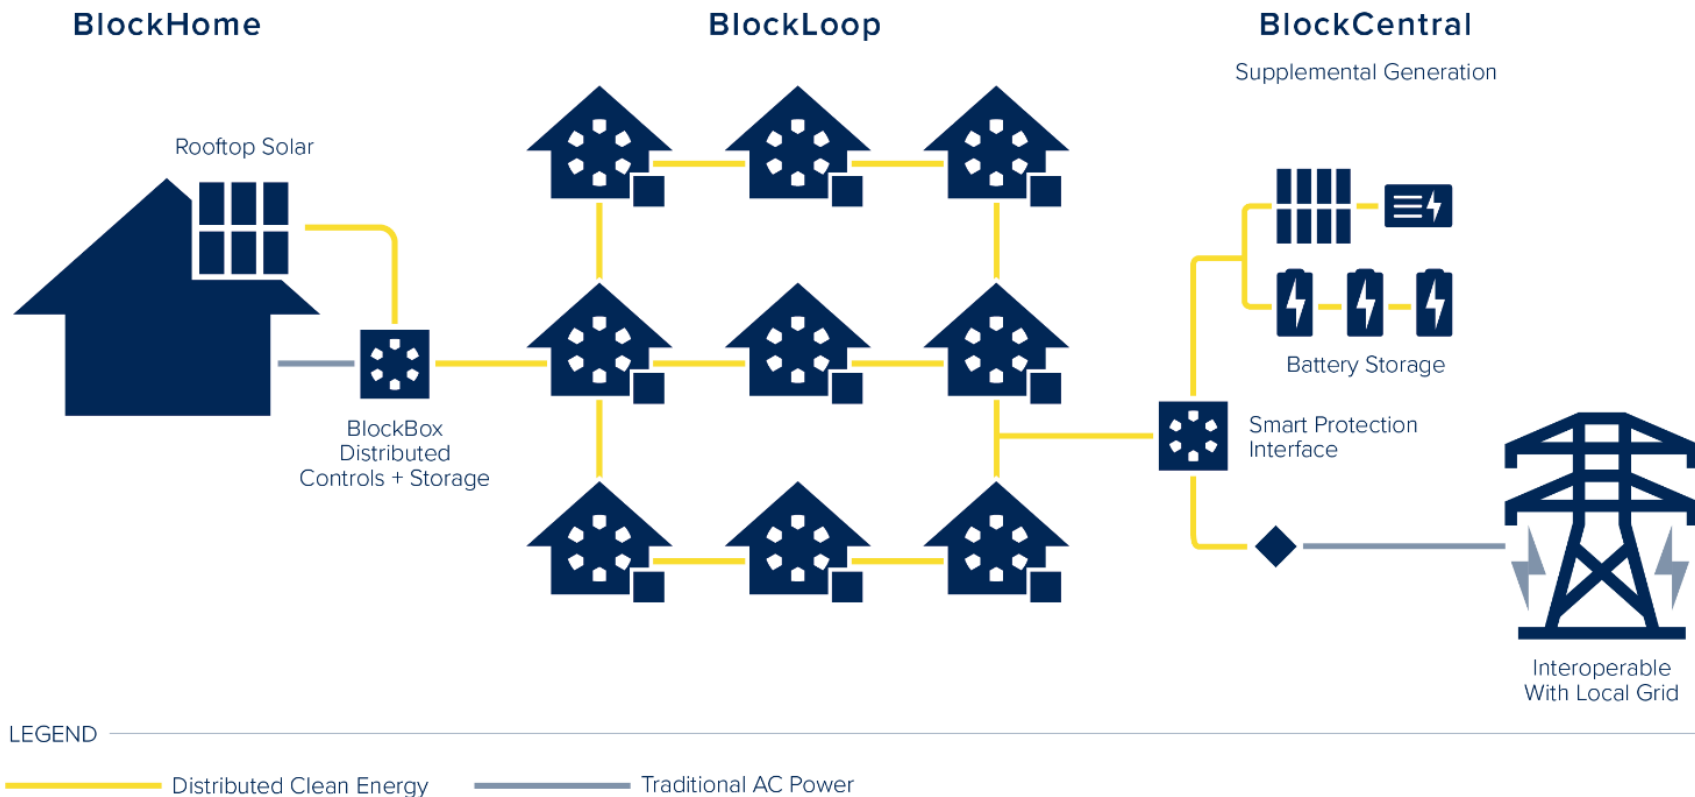 BlockHome
BlockLoop
BlockCentral
Supplemental Generation
Rooftop Solar
BlockBox
Distributed
Controls + Storage
Battery Storage
Smart Protection
Interface
Interoperable
With Local Grid
LEGEND
Distributed Clean Energy
Traditional AC Power